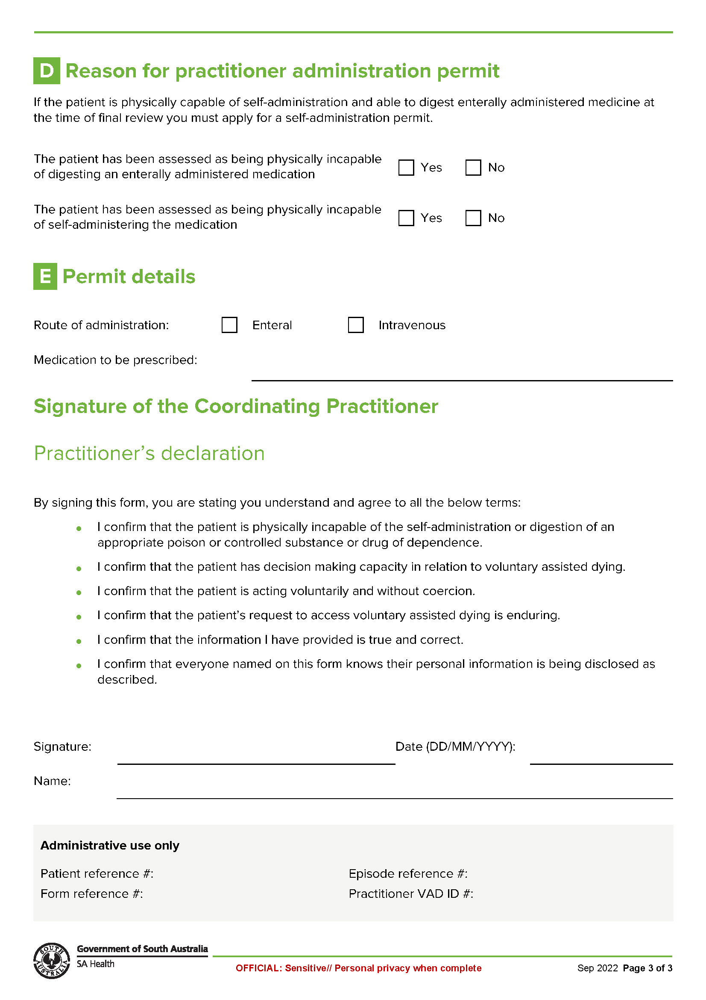 D Reason for practitioner administration permit
If the patient is physically capable of self-administration and able to digest enterally administered medicine at
the time of final review you must apply for a self-administration permit.
The patient has been assessed as being physically incapable
of digesting an enterally administered medication
Yes No
The patient has been assessed as being physically incapable
of self-administering the medication
Yes No
E Permit details
Route of administration: Enteral Intravenous
Medication to be prescribed:
Signature of the Coordinating Practitioner
Practitioner’s declaration
By signing this form, you are stating you understand and agree to all the below terms:
• I confirm that the patient is physically incapable of the self-administration or digestion of an
appropriate poison or controlled substance or drug of dependence.
• I confirm that the patient has decision making capacity in relation to voluntary assisted dying.
• I confirm that the patient is acting voluntarily and without coercion.
• I confirm that the patient’s request to access voluntary assisted dying is enduring.
• I confirm that the information I have provided is true and correct.
• I confirm that everyone named on this form knows their personal information is being disclosed as
described.
Signature: Date (DD/MM/YYYY):
Name:
Administrative use only
Patient reference #: Episode reference #:
Form reference #: Practitioner VAD ID #:
SOUTH AUSTRALIA
Government of South Australia
SA Health
OFFICIAL: Sensitive// Personal privacy when complete
Sep 2022 Page 3 of 3